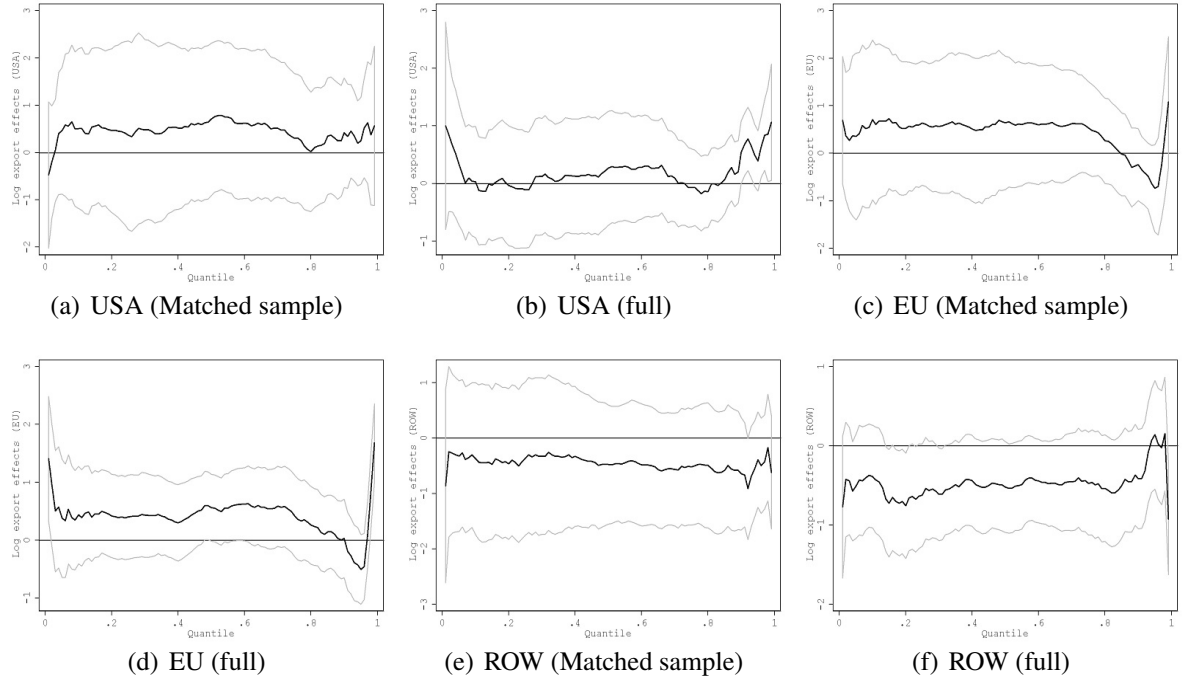 Log export effects (USA)
3
2
1
0
-1
-2
0 .2 .4 .6 .8 1
Quantile
(a) USA (Matched sample)
Log export effects (USA)
3
2
1
0
-1
0 .2 .4 .6 .8 1
Quantile
(b) USA (full)
Log export effects (EU)
3
2
1
0
-1
-2
0 .2 .4 .6 .8 1
Quantile
(c) EU (Matched sample)
Log export effects (EU)
3
2
1
0
-1
0 .2 .4 .6 .8 1
Quantile
(d) EU (full)
Log export effects (ROW)
1
0
-1
-2
-3
0 .2 .4 .6 .8 1
Quantile
(e) ROW (Matched sample)
Log export effects (ROW)
1
0
-1
-2
0 .2 .4 .6 .8 1
Quantile
(f) ROW (full)